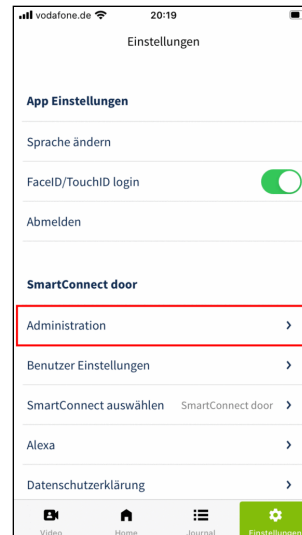 vodafone.de 20:19
Einstellungen
App Einstellungen
Sprache ändern
FaceID/TouchID login
Abmelden
SmartConnect door
Administration
Benutzer Einstellungen
SmartConnect auswählen SmartConnect door
Alexa
Datenschutzerklärung
Video Home Journal Einstellungen